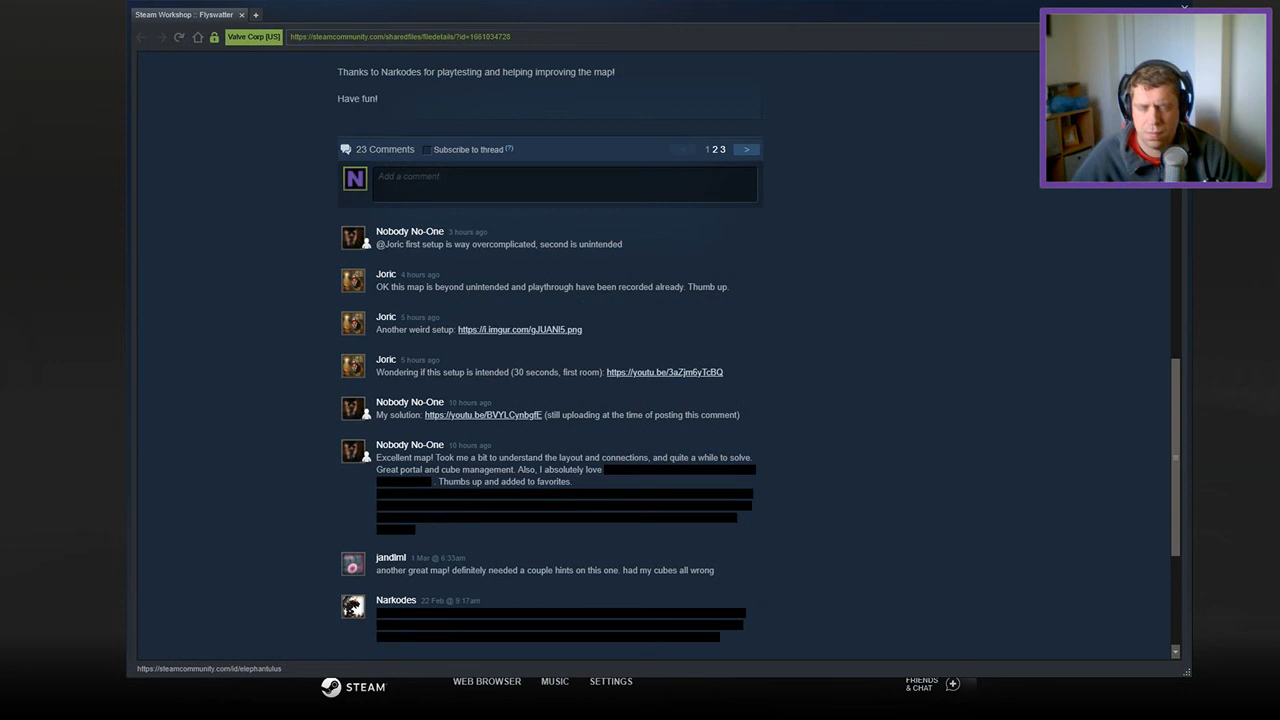 Steam Workshop :: Flyswatter
Valve Corp [US]
https://steamcommunity.com/sharedfiles/filedetails/?id=1661034728
Thanks to Narkodes for playtesting and helping improving the map!
Have fun!
23 Comments Subscribe to thread (?) < 1 2 3 >
N Add a comment
Nobody No-One 3 hours ago
@Joric first setup is way overcomplicated, second is unintended
Joric 4 hours ago
OK this map is beyond unintended and playthrough have been recorded already. Thumb up.
Joric 5 hours ago
Another weird setup: https://i.imgur.com/gJUANl5.png
Joric 5 hours ago
Wondering if this setup is intended (30 seconds, first room): https://youtu.be/3aZjm6yTcBQ
Nobody No-One 10 hours ago
My solution: https://youtu.be/BVYLCynbgfE (still uploading at the time of posting this comment)
Nobody No-One 10 hours ago
Excellent map! Took me a bit to understand the layout and connections, and quite a while to solve.
Great portal and cube management. Also, I absolutely love
. Thumbs up and added to favorites.
jandlml 1 Mar @ 6:33am
another great map! definitely needed a couple hints on this one. had my cubes all wrong
Narkodes 22 Feb @ 9:17am
https://steamcommunity.com/id/elephantulus
STEAM
WEB BROWSER MUSIC SETTINGS
FRIENDS
& CHAT